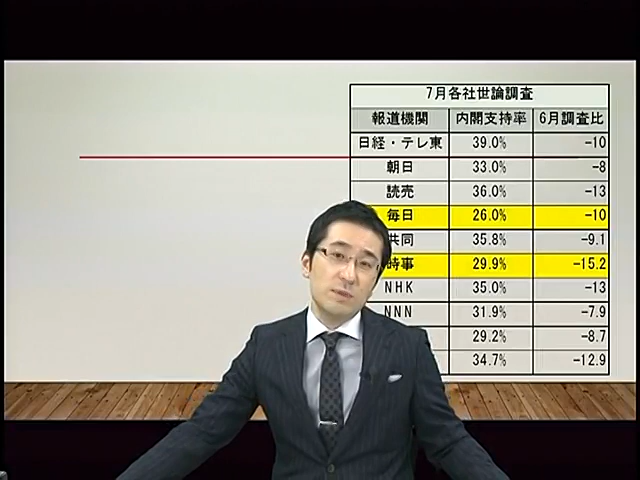 7月各社世論調査
報道機関 内閣支持率 6月調査比
日経・テレ東 39.0% -10
朝日 33.0% -8
読売 36.0% -13
毎日 26.0% -10
共同 35.8% -9.1
時事 29.9% -15.2
NHK 35.0% -13
NNN 31.9% -7.9
29.2% -8.7
34.7% -12.9